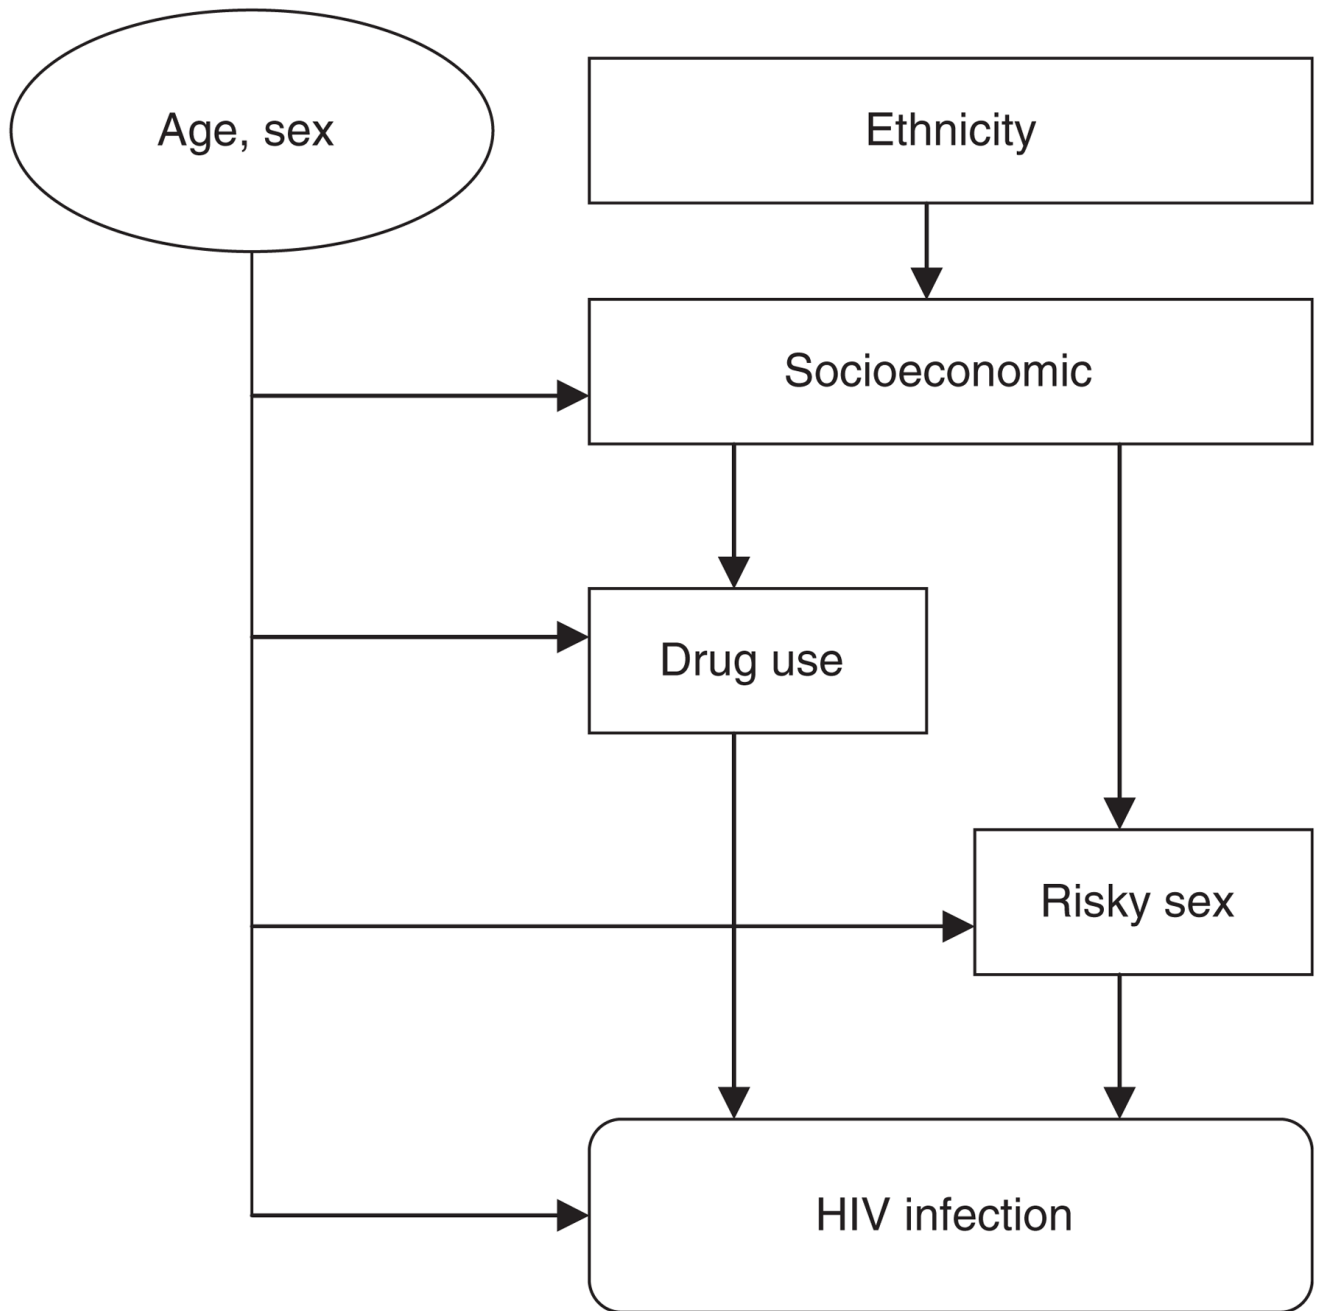 Age, sex
Ethnicity
Socioeconomic
Drug use
Risky sex
HIV infection